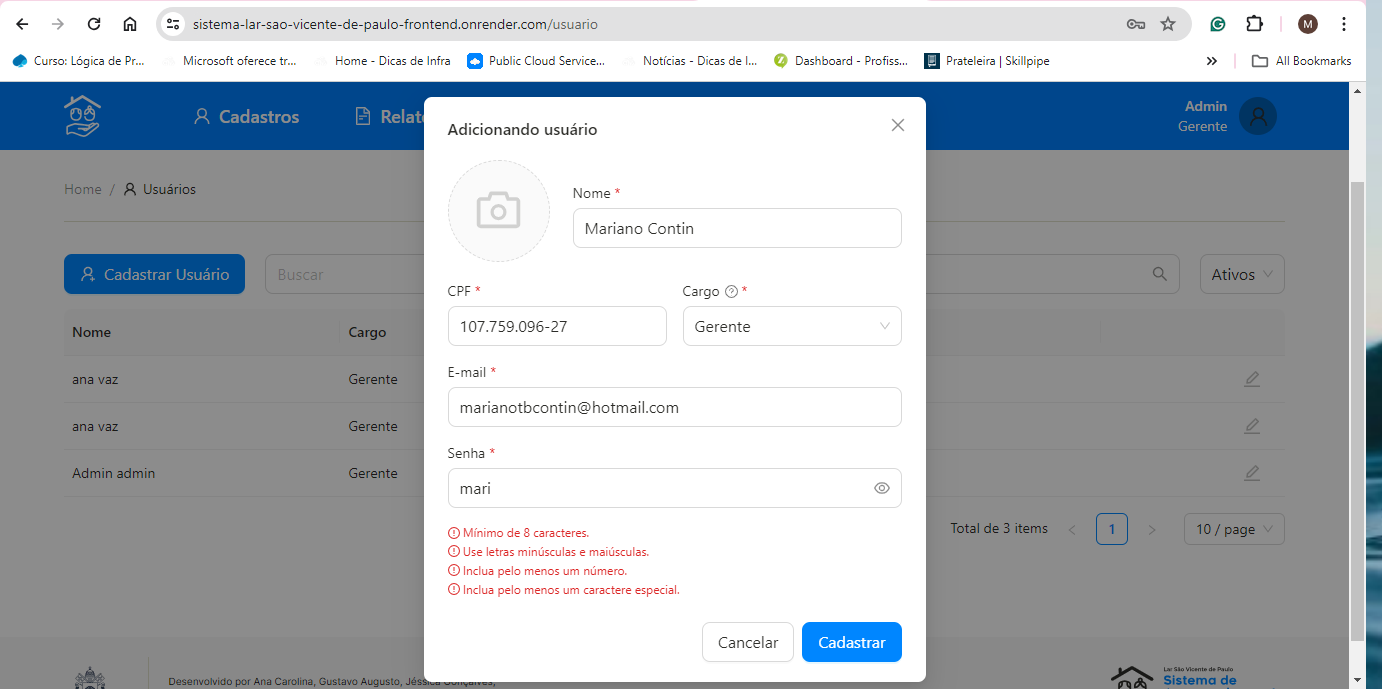 sistema-lar-sao-vicente-de-paulo-frontend.onrender.com/usuario
M
Curso: Lógica de Pr... Microsoft oferece tr... Home - Dicas de Infra Public Cloud Service... Notícias - Dicas de I... Dashboard - Profiss... Prateleira | Skillpipe » All Bookmarks
Cadastros Relat
Admin
Gerente
Home / Usuários
Cadastrar Usuário Buscar Ativos
Nome Cargo
ana vaz Gerente
ana vaz Gerente
Admin admin Gerente
Total de 3 items < 1 > 10 / page
Adicionando usuário
Nome *
Mariano Contin
CPF * Cargo ? *
107.759.096-27 Gerente
E-mail *
marianotbcontin@hotmail.com
Senha *
mari
Mínimo de 8 caracteres.
Use letras minúsculas e maiúsculas.
Inclua pelo menos um número.
Inclua pelo menos um caractere especial.
Cancelar Cadastrar
Desenvolvido por Ana Carolina, Gustavo Augusto, Jéssica Gonçalves,
Lar São Vicente de Paulo
Sistema de